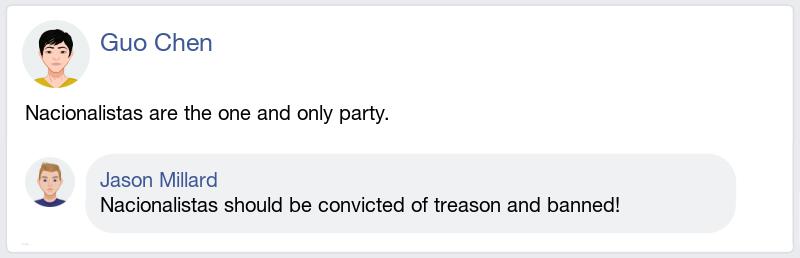 Guo Chen
Nacionalistas are the one and only party.
Jason Millard
Nacionalistas should be convicted of treason and banned!